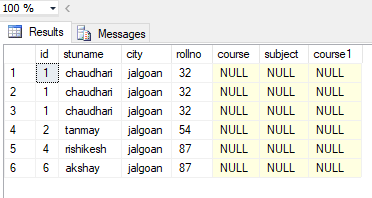 100 %
Results Messages
id stuname city rollno course subject course1
1 1 chaudhari jalgoan 32 NULL NULL NULL
2 1 chaudhari jalgoan 32 NULL NULL NULL
3 1 chaudhari jalgoan 32 NULL NULL NULL
4 2 tanmay jalgoan 54 NULL NULL NULL
5 4 rishikesh jalgoan 87 NULL NULL NULL
6 6 akshay jalgoan 87 NULL NULL NULL